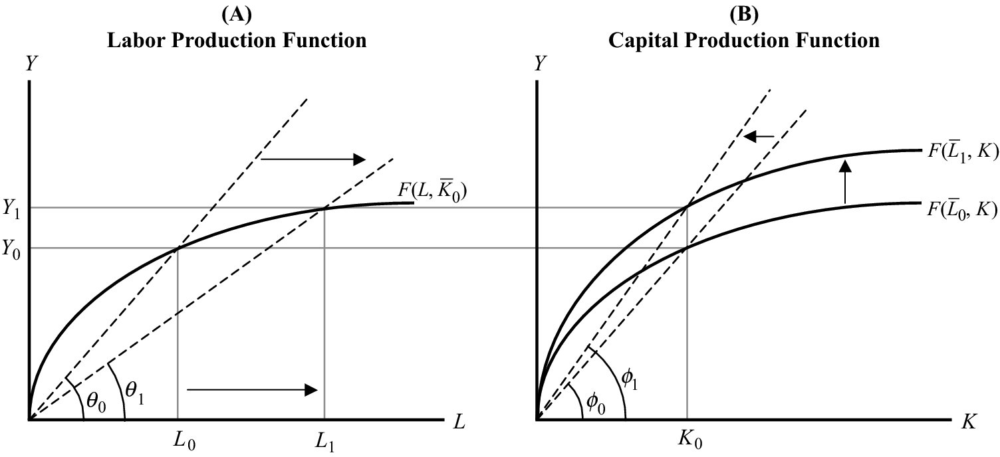 (A)
Labor Production Function
Y
F(L, K̅₀)
Y₁
Y₀
θ₀
θ₁
L₀
L₁
L
(B)
Capital Production Function
Y
F(L̅₁, K)
F(L̅₀, K)
ϕ₁
ϕ₀
K₀
K